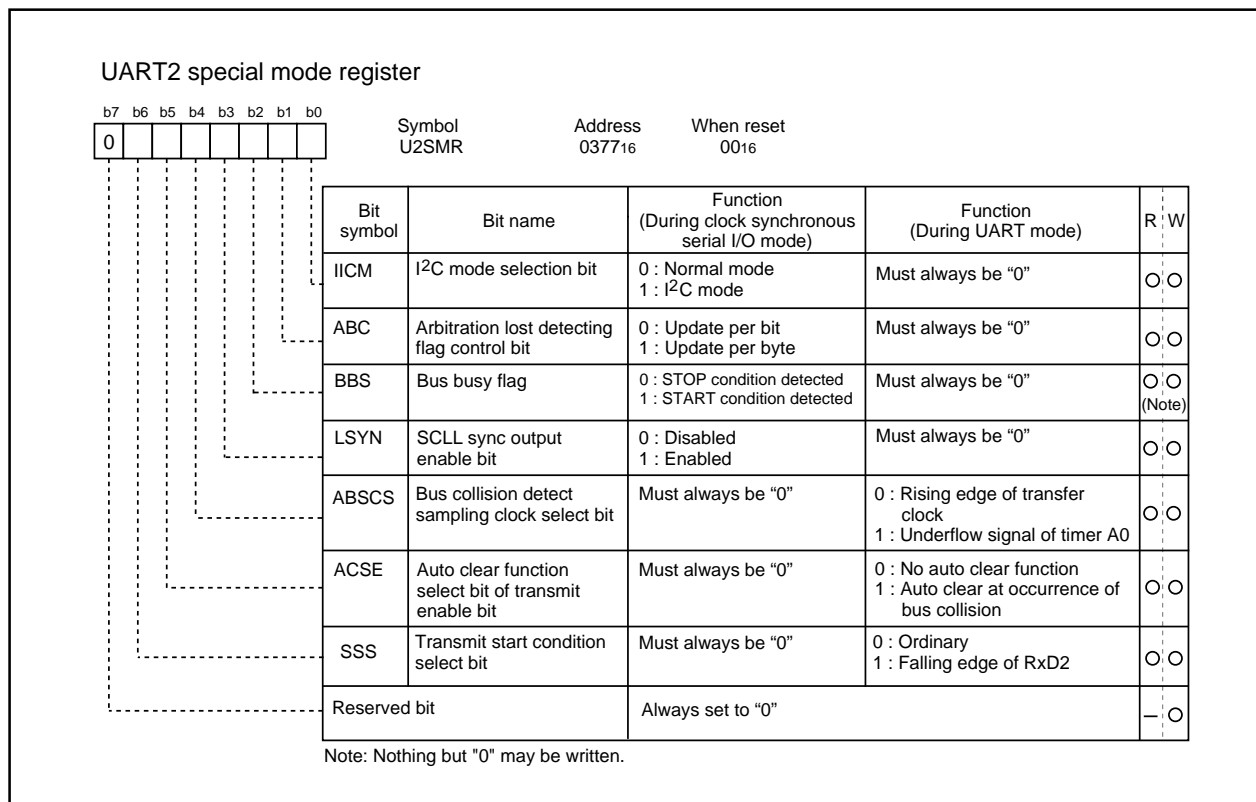 UART2 special mode register
b7 b6 b5 b4 b3 b2 b1 b0
0
Symbol Address When reset
U2SMR 037716 0016
Bit symbol Bit name Function (During clock synchronous serial I/O mode) Function (During UART mode) R W
IICM I2C mode selection bit 0 : Normal mode Must always be “0”
1 : I2C mode
ABC Arbitration lost detecting 0 : Update per bit Must always be “0”
flag control bit 1 : Update per byte
BBS Bus busy flag 0 : STOP condition detected Must always be “0”
1 : START condition detected
(Note)
LSYN SCLL sync output 0 : Disabled Must always be “0”
enable bit 1 : Enabled
ABSCS Bus collision detect Must always be “0” 0 : Rising edge of transfer
sampling clock select bit clock
1 : Underflow signal of timer A0
ACSE Auto clear function Must always be “0” 0 : No auto clear function
select bit of transmit 1 : Auto clear at occurrence of
enable bit bus collision
SSS Transmit start condition Must always be “0” 0 : Ordinary
select bit 1 : Falling edge of RxD2
Reserved bit Always set to “0” –
Note: Nothing but "0" may be written.